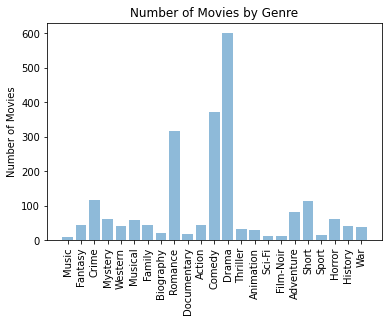 Number of Movies by Genre
Number of Movies
600
500
400
300
200
100
0
Music
Fantasy
Crime
Mystery
Western
Musical
Family
Biography
Romance
Documentary
Action
Comedy
Drama
Thriller
Animation
Sci-Fi
Film-Noir
Adventure
Short
Sport
Horror
History
War